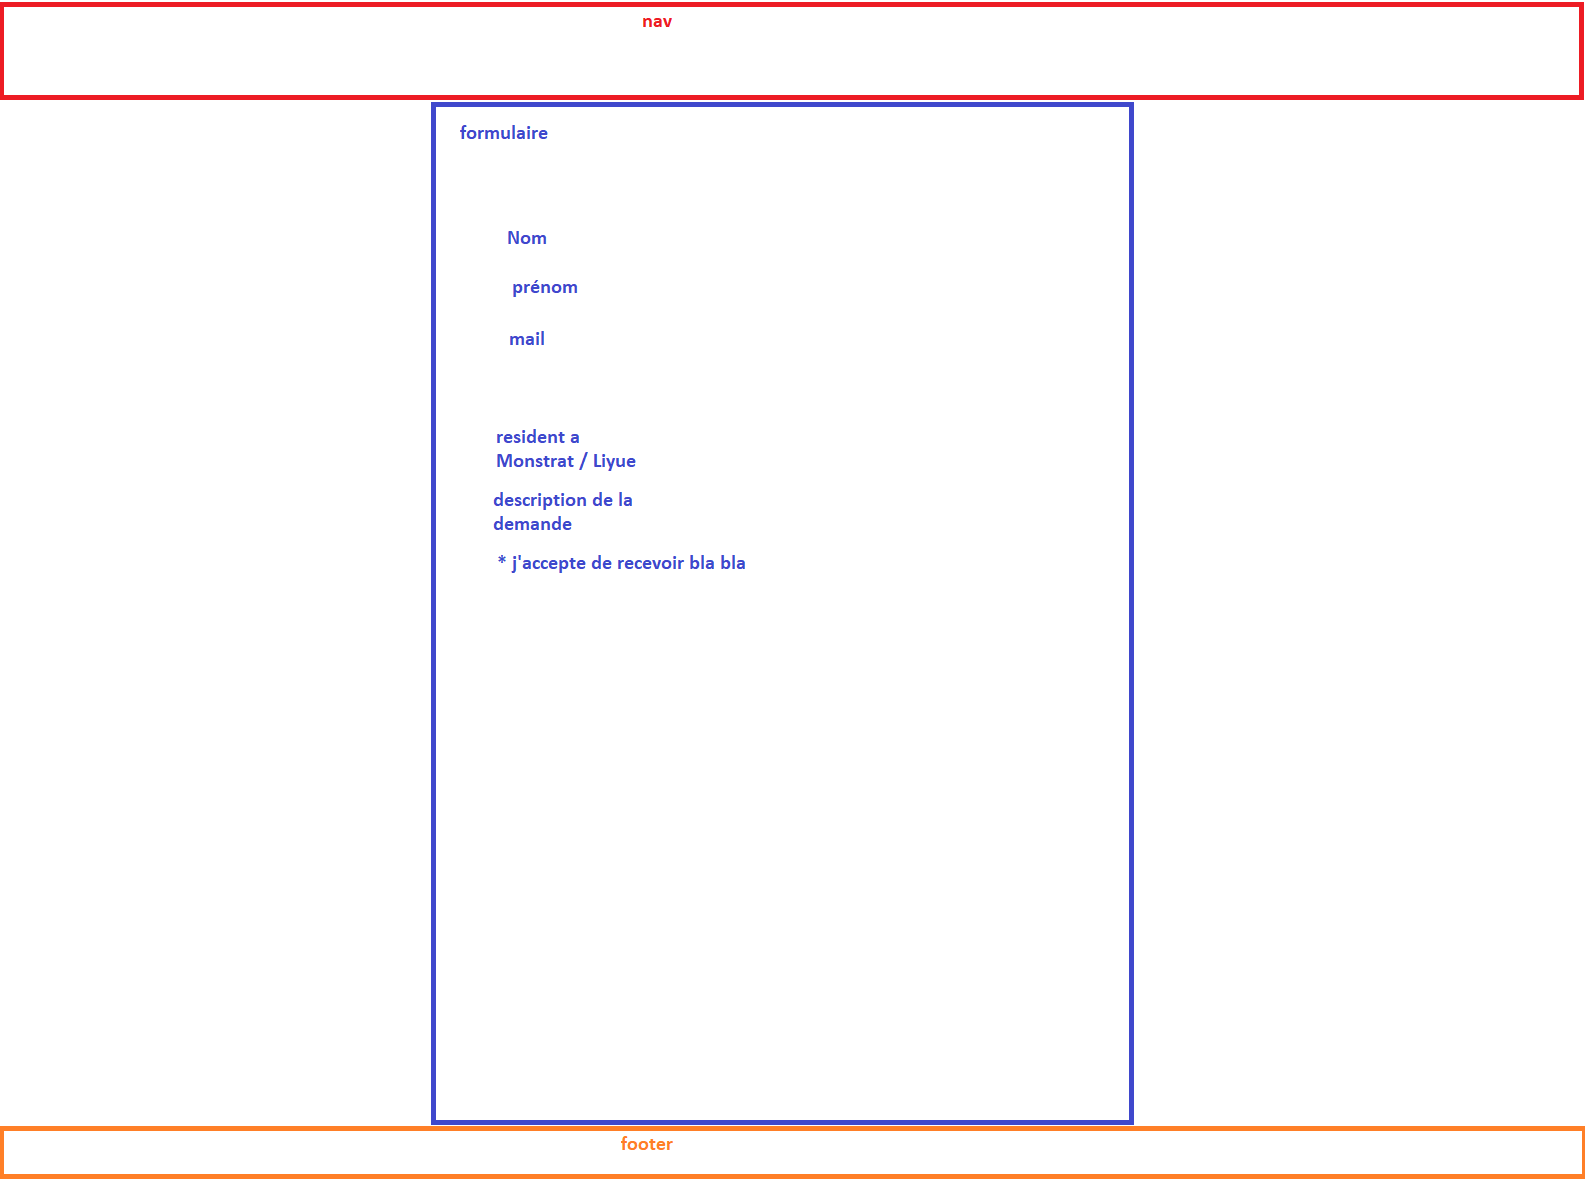 nav
formulaire
Nom
prénom
mail
resident a
Monstrat / Liyue
description de la
demande
* j'accepte de recevoir bla bla
footer